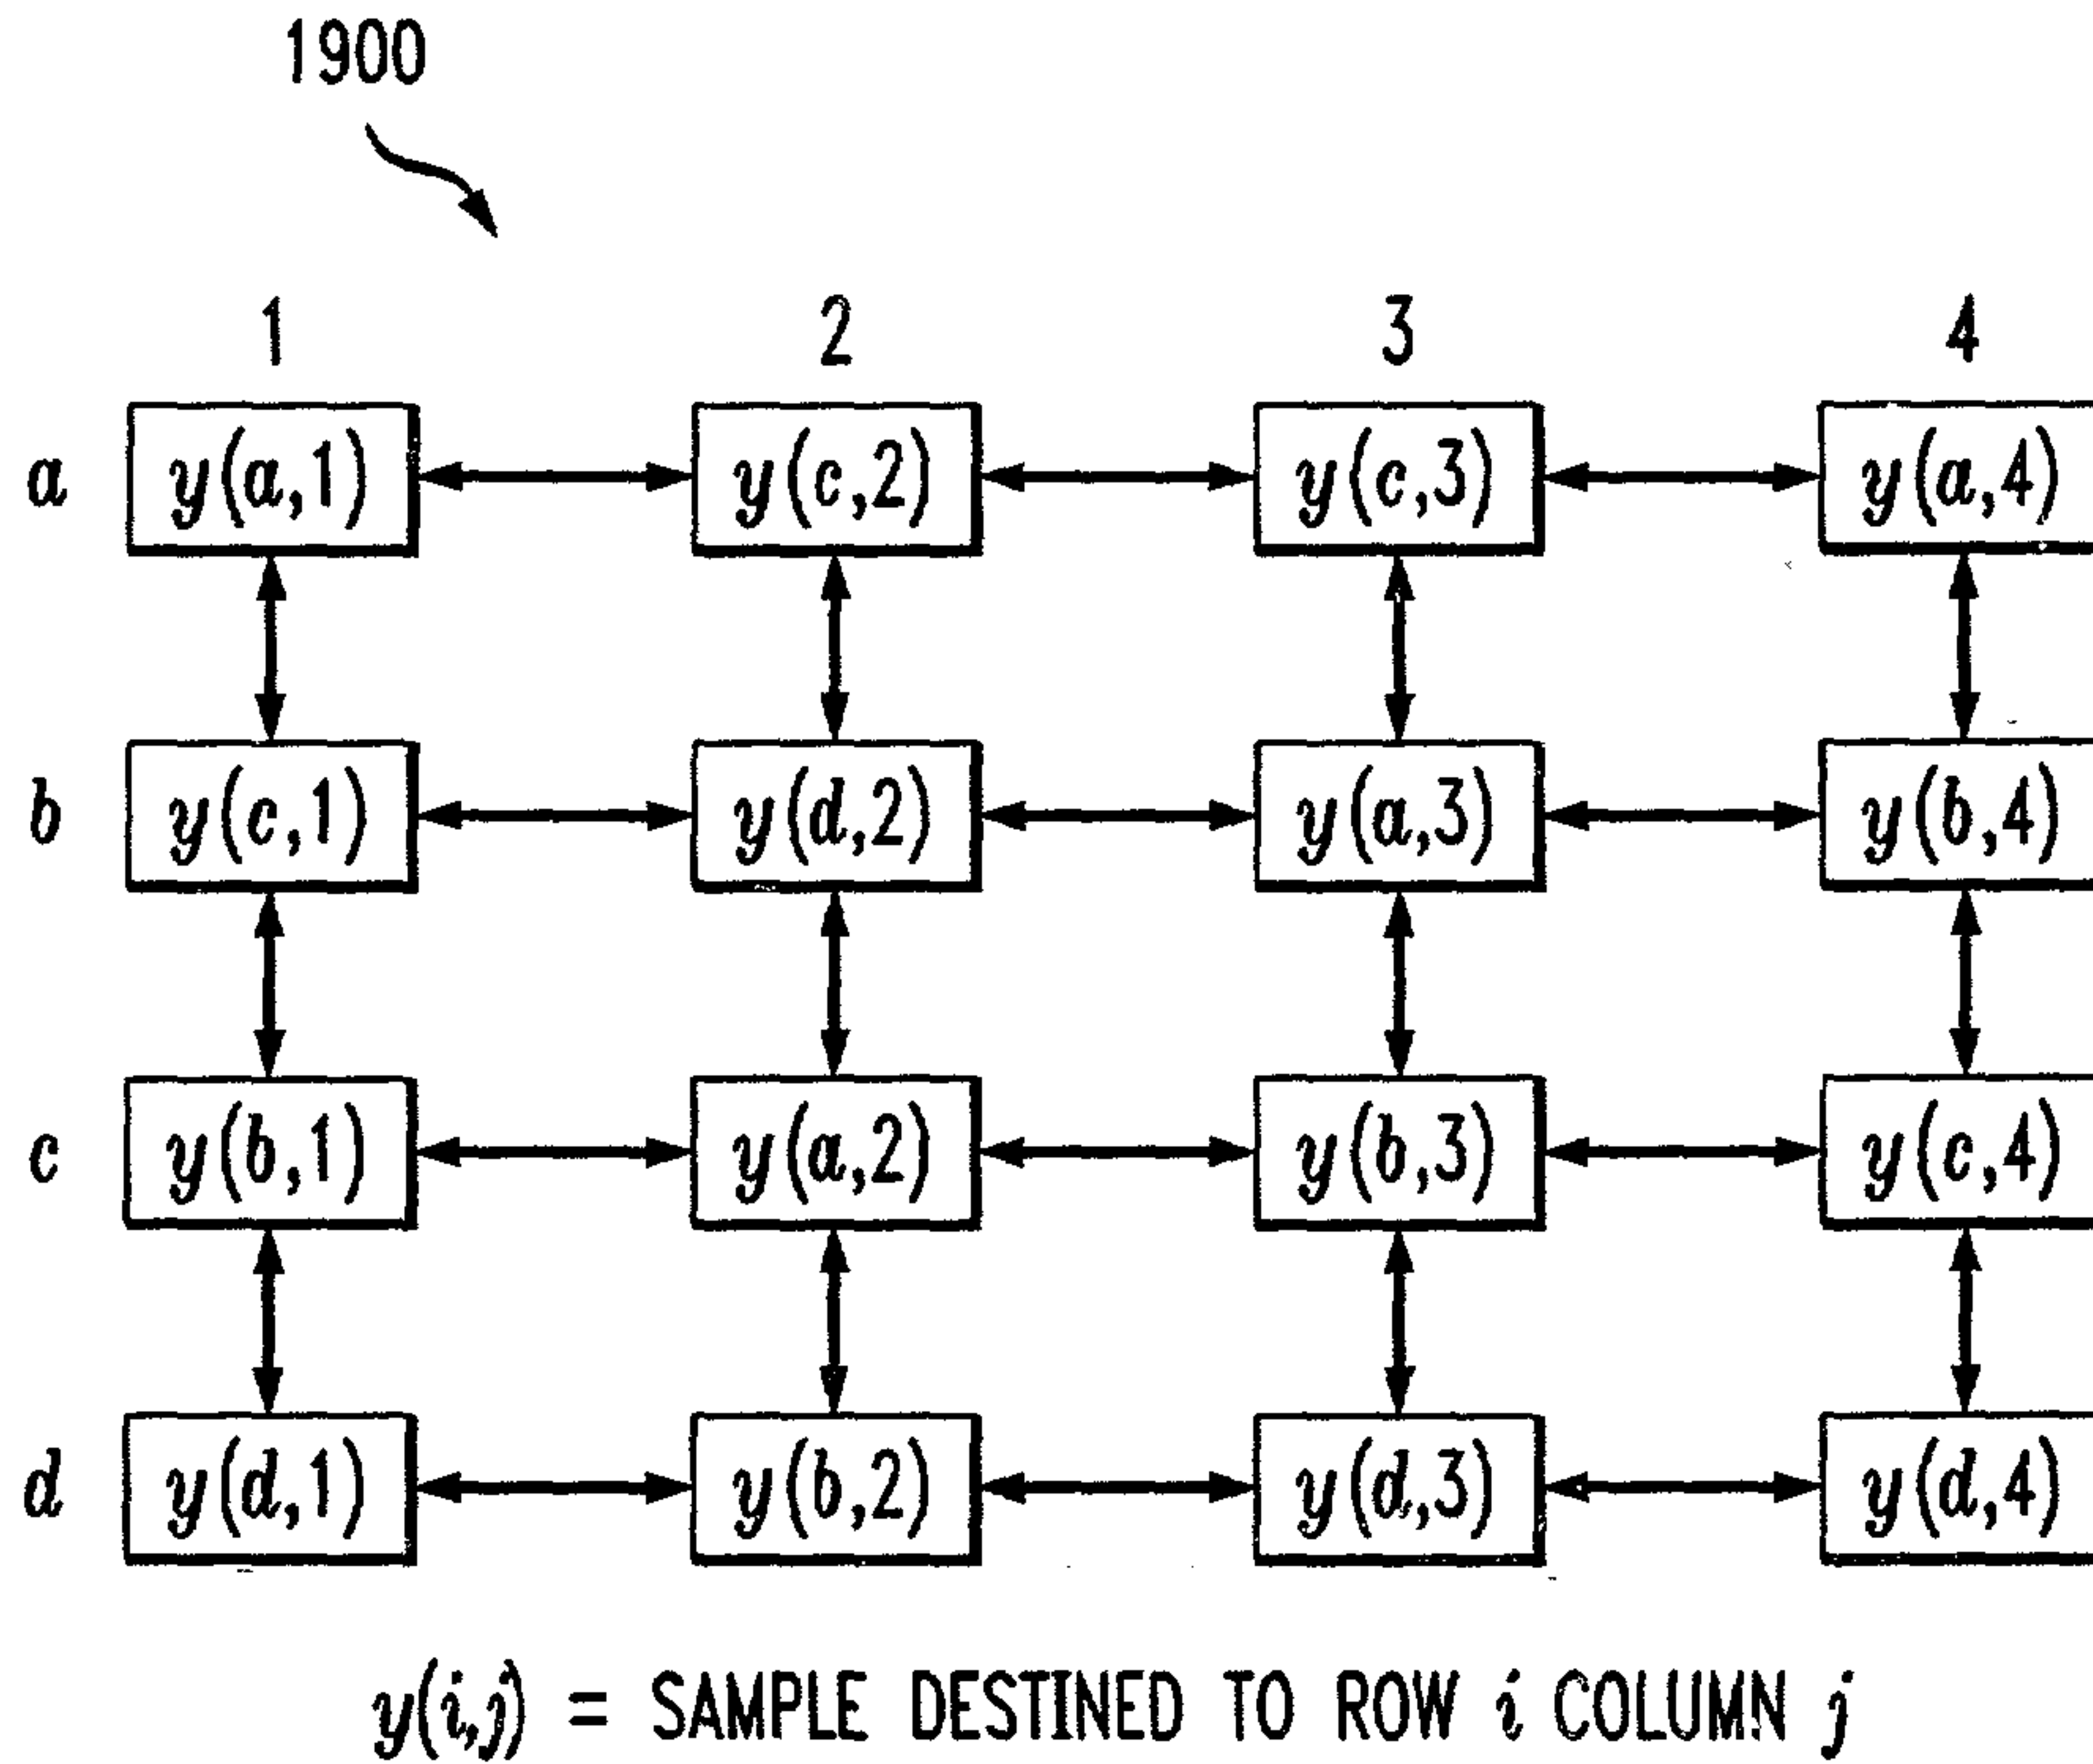 1900
1 2 3 4
a y(a,1) y(c,2) y(c,3) y(a,4)
b y(c,1) y(d,2) y(a,3) y(b,4)
c y(b,1) y(a,2) y(b,3) y(c,4)
d y(d,1) y(b,2) y(d,3) y(d,4)
y(i,j) = SAMPLE DESTINED TO ROW i COLUMN j